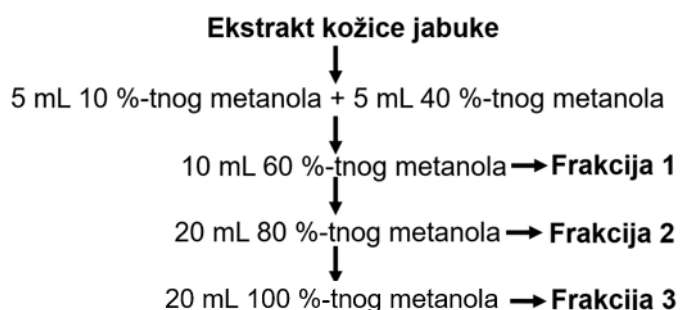 Ekstrakt kožice jabuke
5 mL 10 %-tnog metanola + 5 mL 40 %-tnog metanola
10 mL 60 %-tnog metanola Frakcija 1
20 mL 80 %-tnog metanola Frakcija 2
20 mL 100 %-tnog metanola Frakcija 3